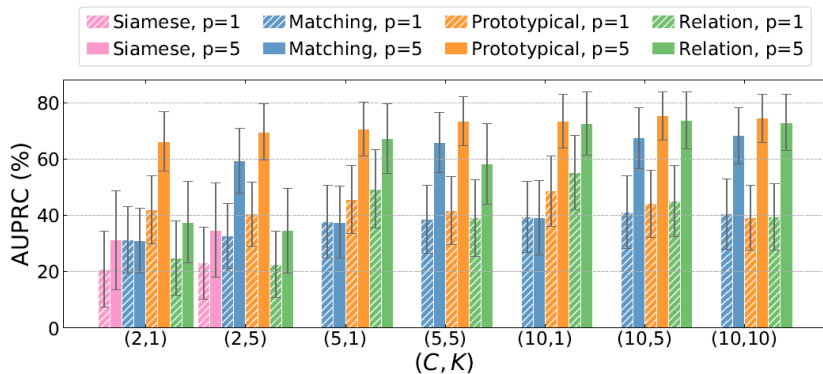 Siamese, p=1 Matching, p=1 Prototypical, p=1 Relation, p=1
Siamese, p=5 Matching, p=5 Prototypical, p=5 Relation, p=5
80
60
40
20
0
AUPRC (%)
(2,1) (2,5) (5,1) (5,5) (10,1) (10,5) (10,10)
(C, K)